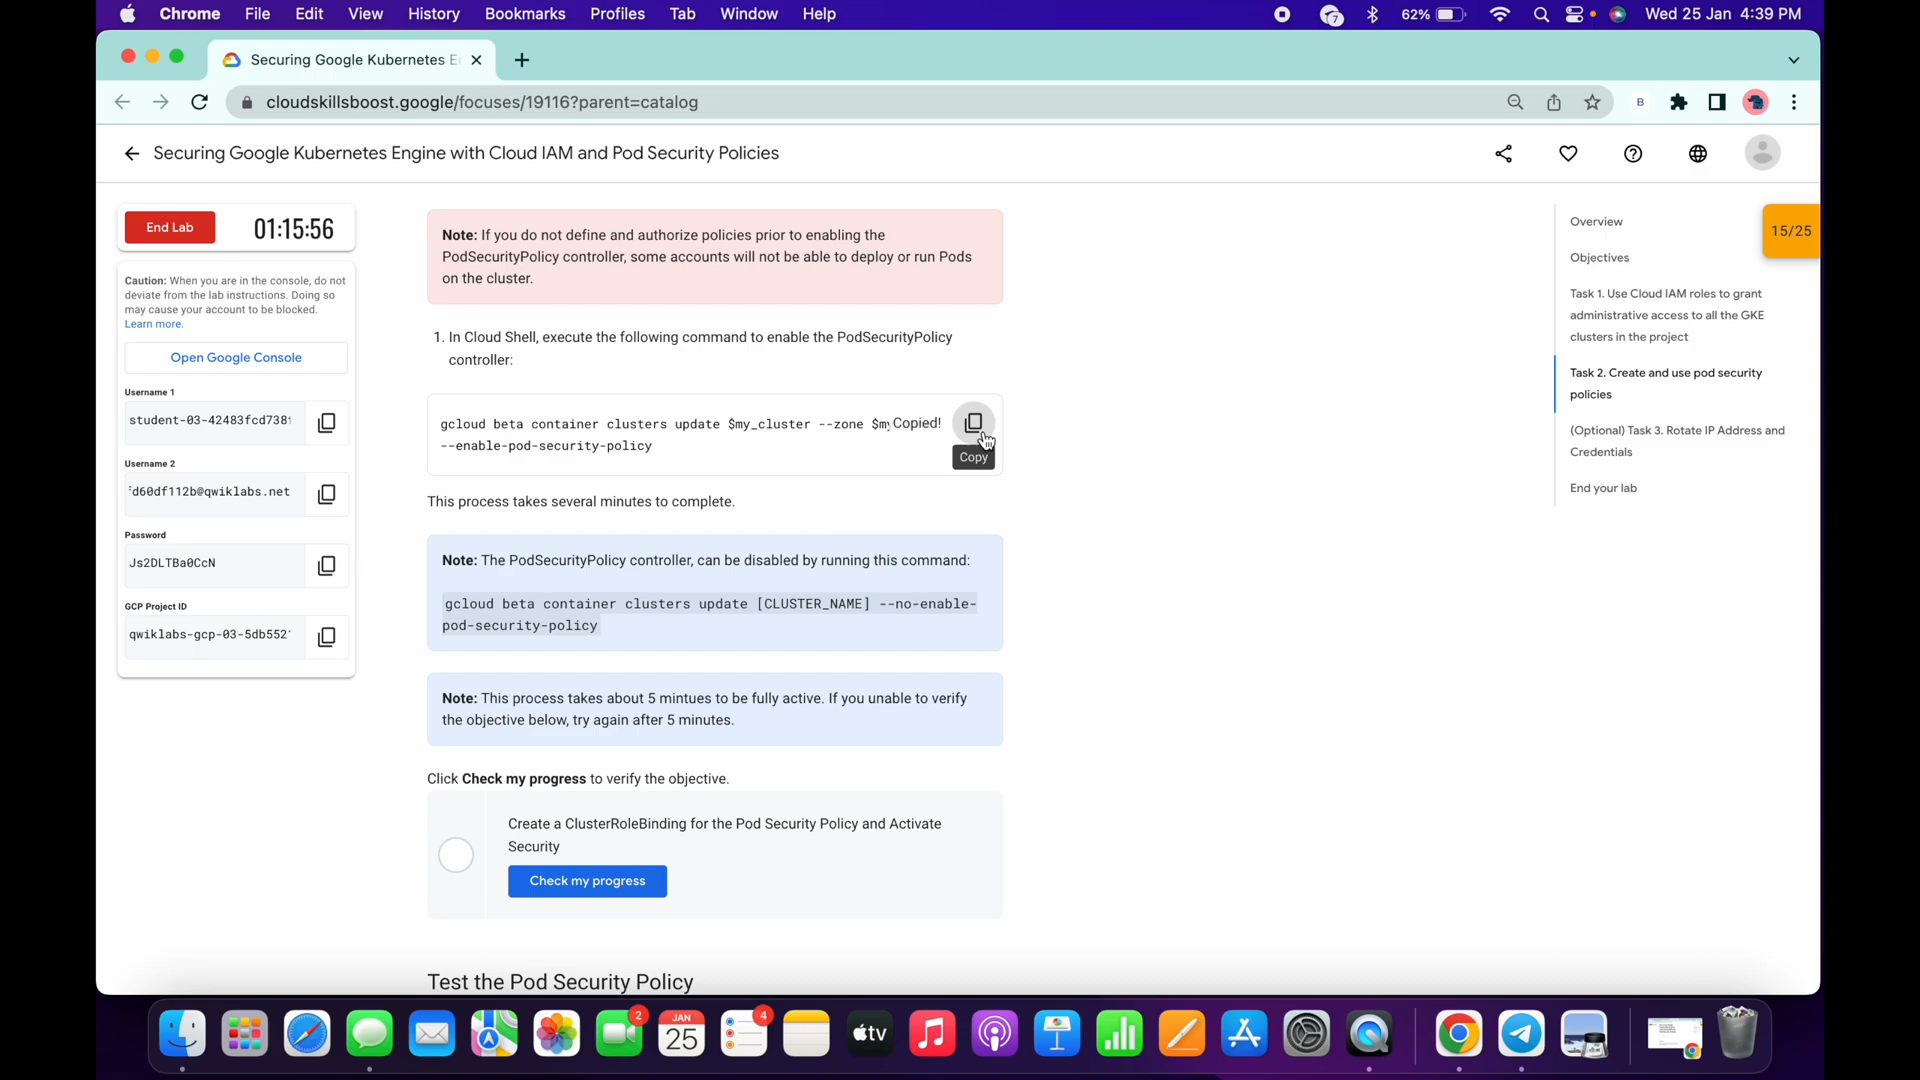 Chrome File Edit View History Bookmarks Profiles Tab Window Help
7
62%
Wed 25 Jan 4:39 PM
Securing Google Kubernetes E
cloudskillsboost.google/focuses/19116?parent=catalog
B
Securing Google Kubernetes Engine with Cloud IAM and Pod Security Policies
End Lab
01:15:56
Caution: When you are in the console, do not
deviate from the lab instructions. Doing so
may cause your account to be blocked.
Learn more.
Open Google Console
Username 1
student-03-42483fcd738
Username 2
d60df112b@qwiklabs.net
Password
Js2DLTBa0CcN
GCP Project ID
qwiklabs-gcp-03-5db552
Note: If you do not define and authorize policies prior to enabling the
PodSecurityPolicy controller, some accounts will not be able to deploy or run Pods
on the cluster.
1. In Cloud Shell, execute the following command to enable the PodSecurityPolicy
controller:
gcloud beta container clusters update $my_cluster --zone $my Copied!
--enable-pod-security-policy
Copy
This process takes several minutes to complete.
Note: The PodSecurityPolicy controller, can be disabled by running this command:
gcloud beta container clusters update [CLUSTER_NAME] --no-enable-
pod-security-policy
Note: This process takes about 5 mintues to be fully active. If you unable to verify
the objective below, try again after 5 minutes.
Click Check my progress to verify the objective.
Create a ClusterRoleBinding for the Pod Security Policy and Activate
Security
Check my progress
Test the Pod Security Policy
Overview
Objectives
Task 1. Use Cloud IAM roles to grant
administrative access to all the GKE
clusters in the project
Task 2. Create and use pod security
policies
(Optional) Task 3. Rotate IP Address and
Credentials
End your lab
15/25
2
JAN
25
4
tv